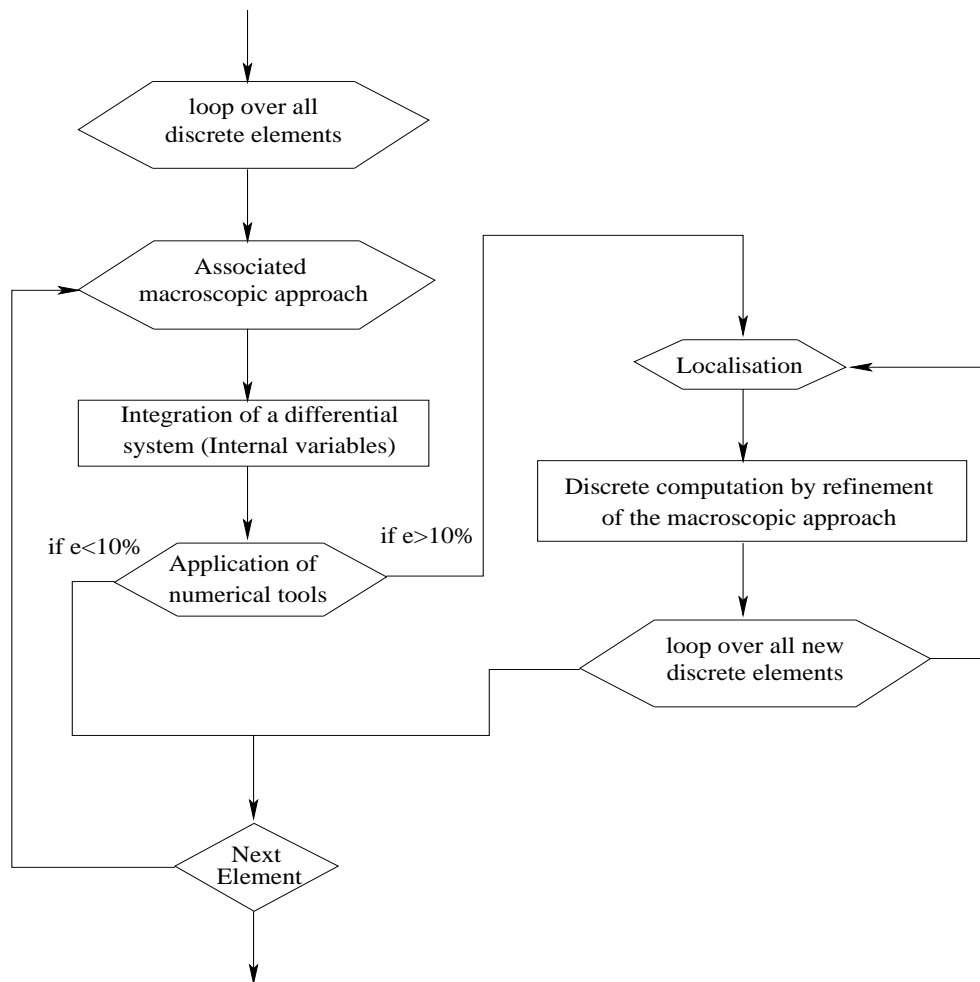 loop over all
discrete elements
Associated
macroscopic approach
Integration of a differential
system (Internal variables)
if e<10%
if e>10%
Application of
numerical tools
Localisation
Discrete computation by refinement
of the macroscopic approach
loop over all new
discrete elements
Next
Element